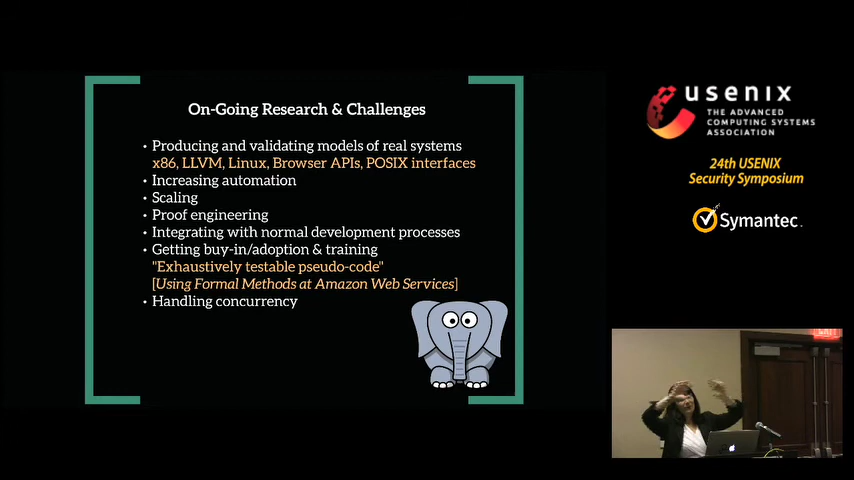 On-Going Research & Challenges
• Producing and validating models of real systems
x86, LLVM, Linux, Browser APIs, POSIX interfaces
• Increasing automation
• Scaling
• Proof engineering
• Integrating with normal development processes
• Getting buy-in/adoption & training
"Exhaustively testable pseudo-code"
[Using Formal Methods at Amazon Web Services]
• Handling concurrency
usenix
THE ADVANCED
COMPUTING SYSTEMS
ASSOCIATION
24th USENIX
Security Symposium
Symantec.